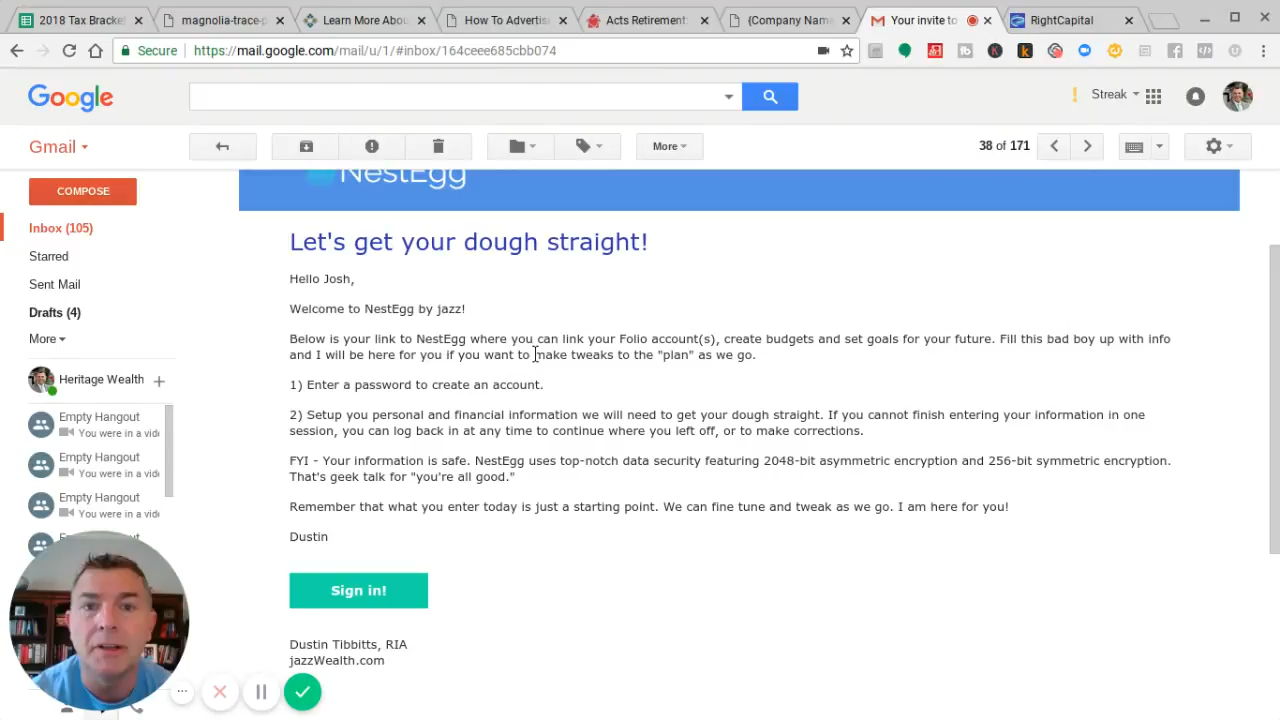 2018 Tax Bracke
magnolia-trace-p
Learn More Abou
How To Advertis
Acts Retirement
{Company Name
Your invite to
RightCapital
Secure
https://mail.google.com/mail/u/1/#inbox/164ceee685cbb074
Google
Streak
Gmail
More
38 of 171
COMPOSE
NestEgg
Inbox (105)
Let's get your dough straight!
Starred
Sent Mail
Hello Josh,
Drafts (4)
Welcome to NestEgg by jazz!
More
Below is your link to NestEgg where you can link your Folio account(s), create budgets and set goals for your future. Fill this bad boy up with info
and I will be here for you if you want to make tweaks to the "plan" as we go.
Heritage Wealth
1) Enter a password to create an account.
Empty Hangout
You were in a vide
2) Setup you personal and financial information we will need to get your dough straight. If you cannot finish entering your information in one
session, you can log back in at any time to continue where you left off, or to make corrections.
Empty Hangout
You were in a vide
FYI - Your information is safe. NestEgg uses top-notch data security featuring 2048-bit asymmetric encryption and 256-bit symmetric encryption.
That's geek talk for "you're all good."
Empty Hangout
You were in a vide
Remember that what you enter today is just a starting point. We can fine tune and tweak as we go. I am here for you!
Dustin
Sign in!
Dustin Tibbitts, RIA
jazzWealth.com